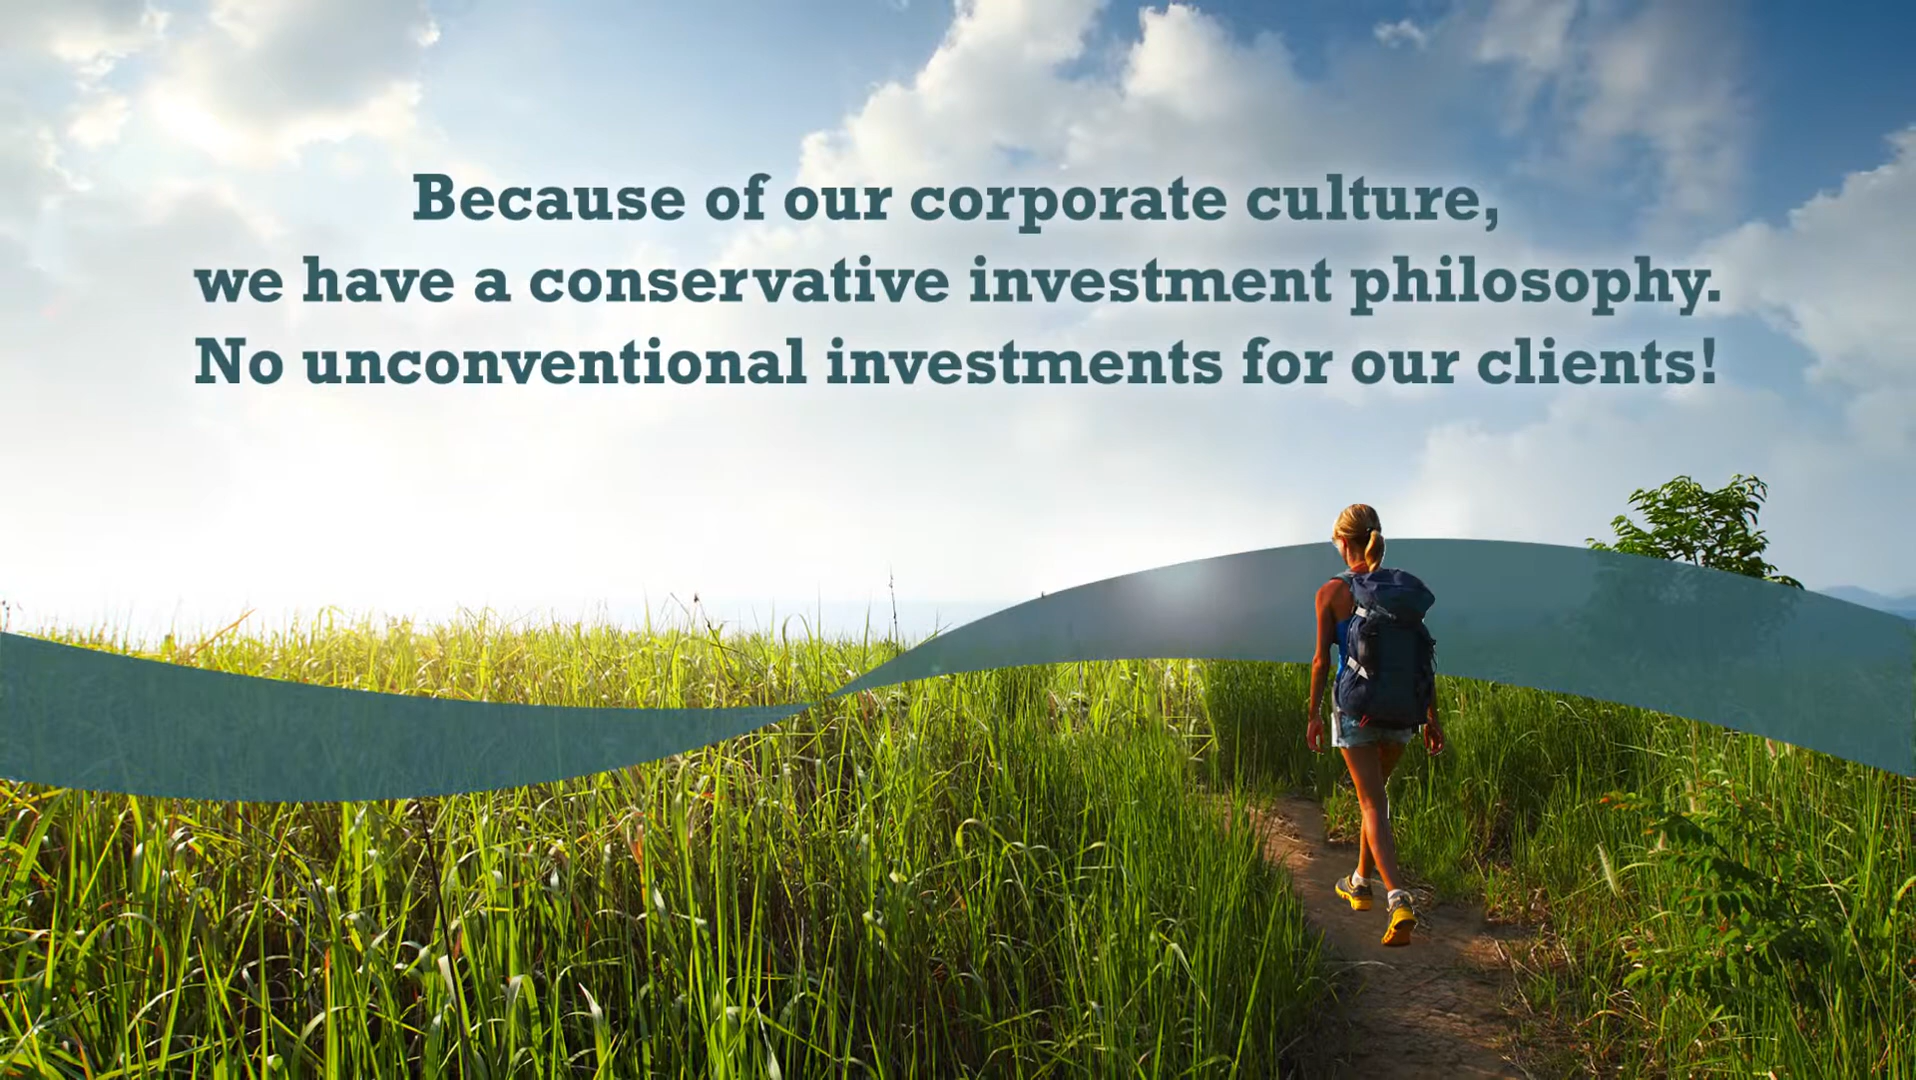 Because of our corporate culture,
we have a conservative investment philosophy.
No unconventional investments for our clients!